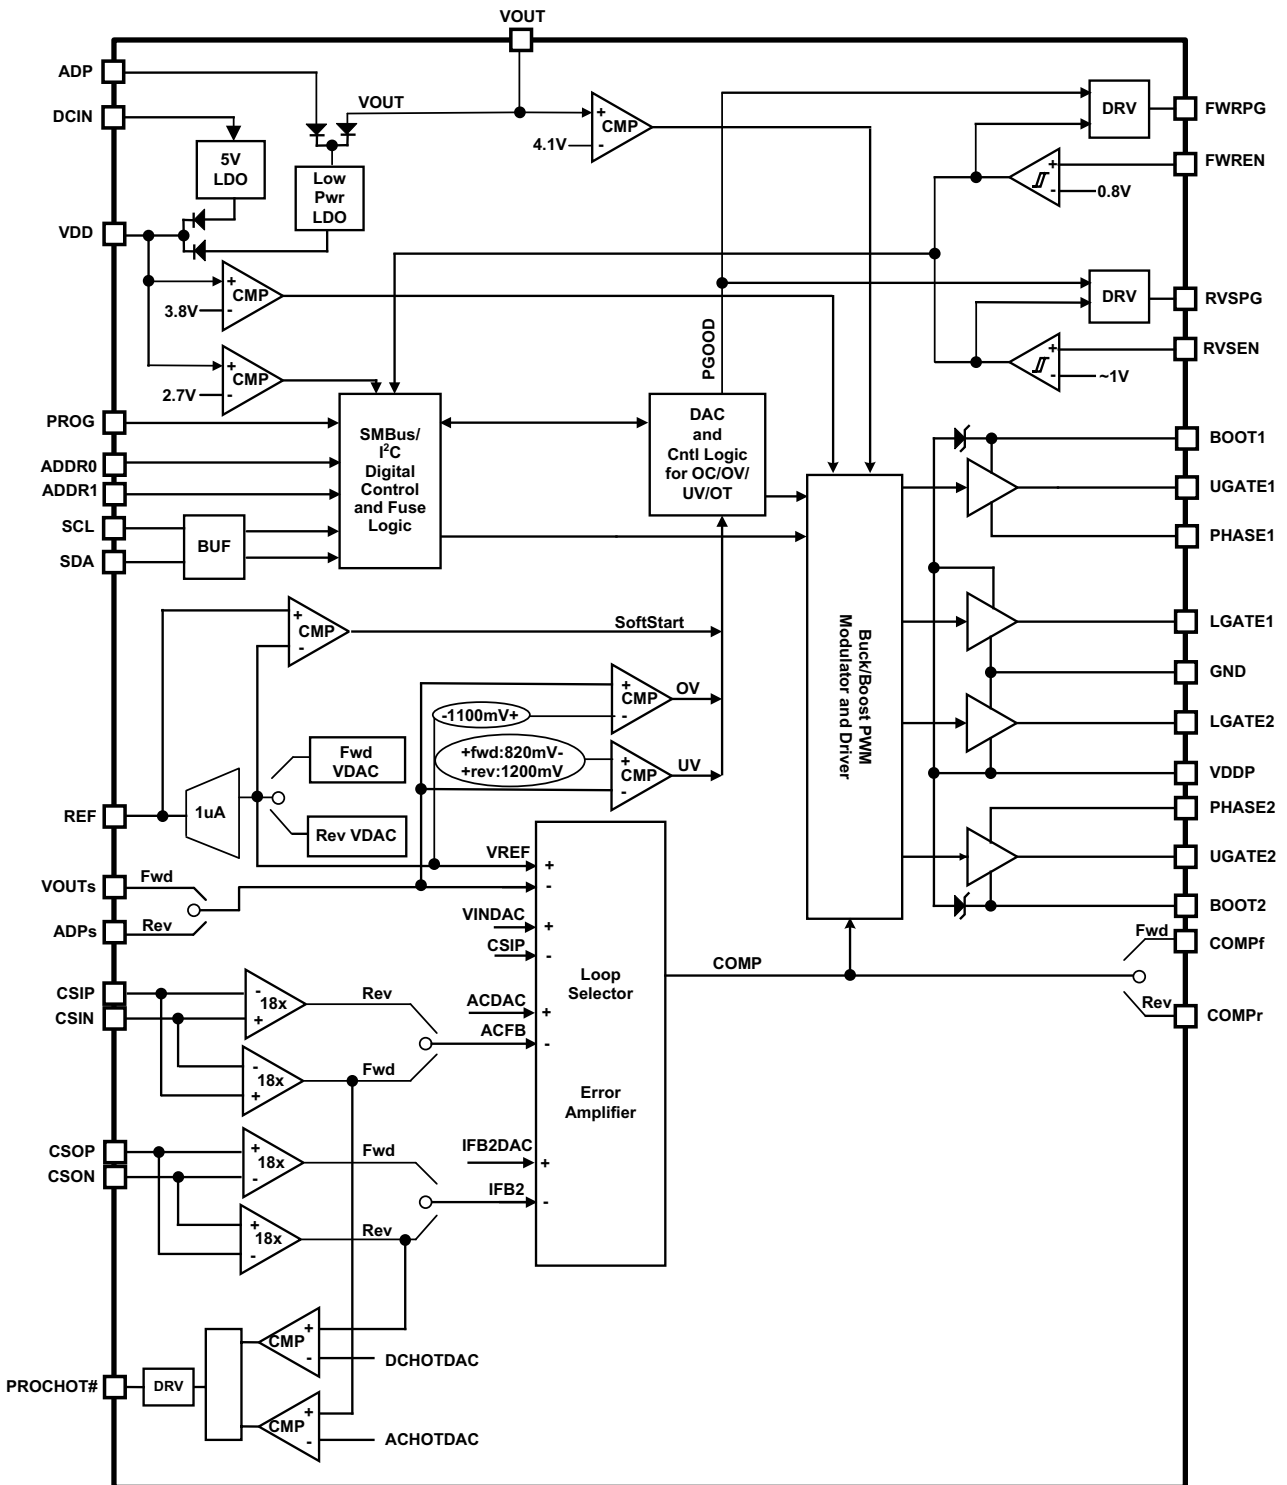 VOUT
ADP
DCIN
VOUT
5V
LDO
Low
Pwr
LDO
+
CMP
4.1V
-
DRV
FWRPG
FWREN
+
-
0.8V
VDD
+
CMP
3.8V
-
+
CMP
2.7V
-
PGOOD
DRV
RVSPG
RVSEN
+
-
~1V
PROG
ADDR0
ADDR1
SCL
SDA
BUF
SMBus/
I²C
Digital
Control
and Fuse
Logic
DAC
and
Cntl Logic
for OC/OV/
UV/OT
Buck/Boost PWM
Modulator and Driver
BOOT1
UGATE1
PHASE1
LGATE1
GND
LGATE2
VDDP
PHASE2
UGATE2
BOOT2
+
CMP
-
SoftStart
+
CMP
-
OV
-1100mV+
+fwd:820mV-
+rev:1200mV
+
CMP
-
UV
Fwd
VDAC
REF
1uA
Rev VDAC
VREF
+
VOUTs
Fwd
-
ADPs
Rev
VINDAC
+
CSIP
-
Loop
Selector
Error
Amplifier
COMP
Fwd
COMPf
Rev
COMPr
CSIP
CSIN
-
18x
+
Rev
ACDAC
+
ACFB
-
-
18x
+
Fwd
CSOP
CSON
+
18x
-
Fwd
IFB2DAC
+
IFB2
-
+
18x
-
Rev
PROCHOT#
DRV
CMP
+
-
DCHOTDAC
CMP
+
-
ACHOTDAC